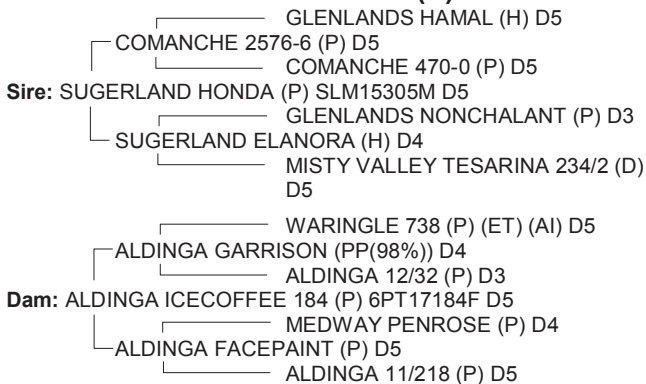 GLENLANDS HAMAL (H) D5
COMANCHE 2576-6 (P) D5
COMANCHE 470-0 (P) D5
Sire: SUGERLAND HONDA (P) SLM15305M D5
GLENLANDS NONCHALANT (P) D3
SUGERLAND ELANORA (H) D4
MISTY VALLEY TESARINA 234/2 (D)
D5
WARINGLE 738 (P) (ET) (AI) D5
ALDINGA GARRISON (PP(98%)) D4
ALDINGA 12/32 (P) D3
Dam: ALDINGA ICECOFFEE 184 (P) 6PT17184F D5
MEDWAY PENROSE (P) D4
ALDINGA FACEPAINT (P) D5
ALDINGA 11/218 (P) D5